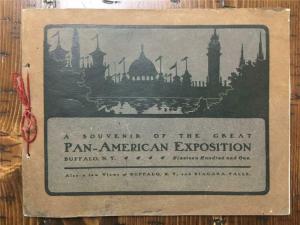 A SOUVENIR OF THE GREAT
PAN-AMERICAN EXPOSITION
BUFFALO, N.Y. Nineteen Hundred and One.
Also a few Views of BUFFALO, N.Y. and NIAGARA FALLS.